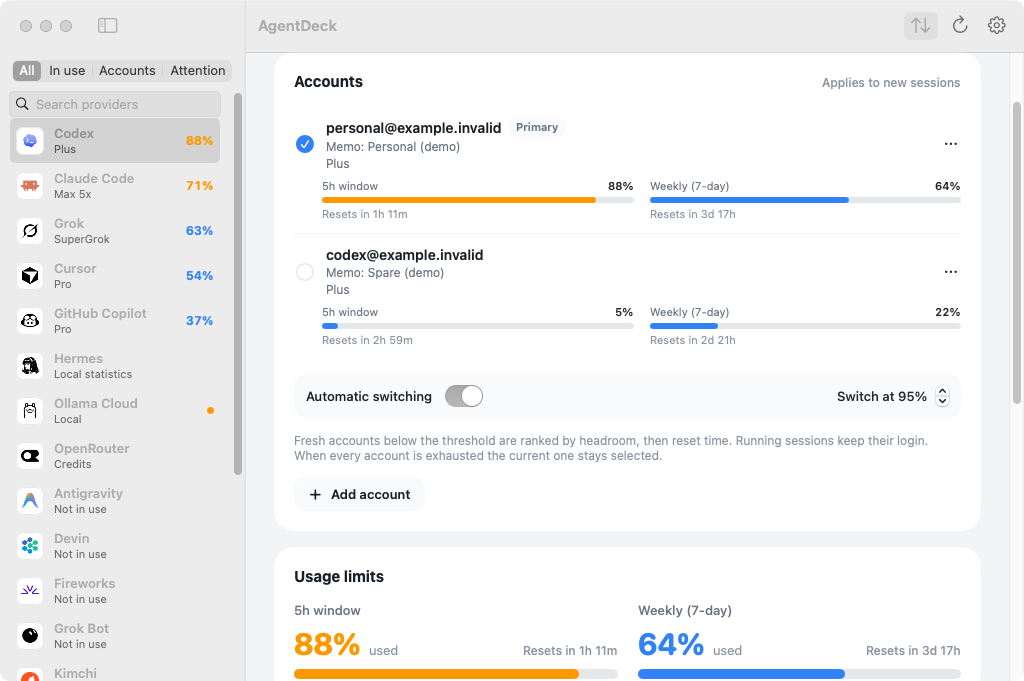 AgentDeck
All In use Accounts Attention
Search providers
Codex
Plus
88%
Claude Code
Max 5x
71%
Grok
SuperGrok
63%
Cursor
Pro
54%
GitHub Copilot
Pro
37%
Hermes
Local statistics
Ollama Cloud
Local
OpenRouter
Credits
Antigravity
Not in use
Devin
Not in use
Fireworks
Not in use
Grok Bot
Not in use
Kimchi
Accounts
Applies to new sessions
personal@example.invalid Primary
Memo: Personal (demo)
Plus
5h window 88%
Resets in 1h 11m
Weekly (7-day) 64%
Resets in 3d 17h
codex@example.invalid
Memo: Spare (demo)
Plus
5h window 5%
Resets in 2h 59m
Weekly (7-day) 22%
Resets in 2d 21h
Automatic switching
Switch at 95%
Fresh accounts below the threshold are ranked by headroom, then reset time. Running sessions keep their login.
When every account is exhausted the current one stays selected.
+ Add account
Usage limits
5h window
88% used Resets in 1h 11m
Weekly (7-day)
64% used Resets in 3d 17h